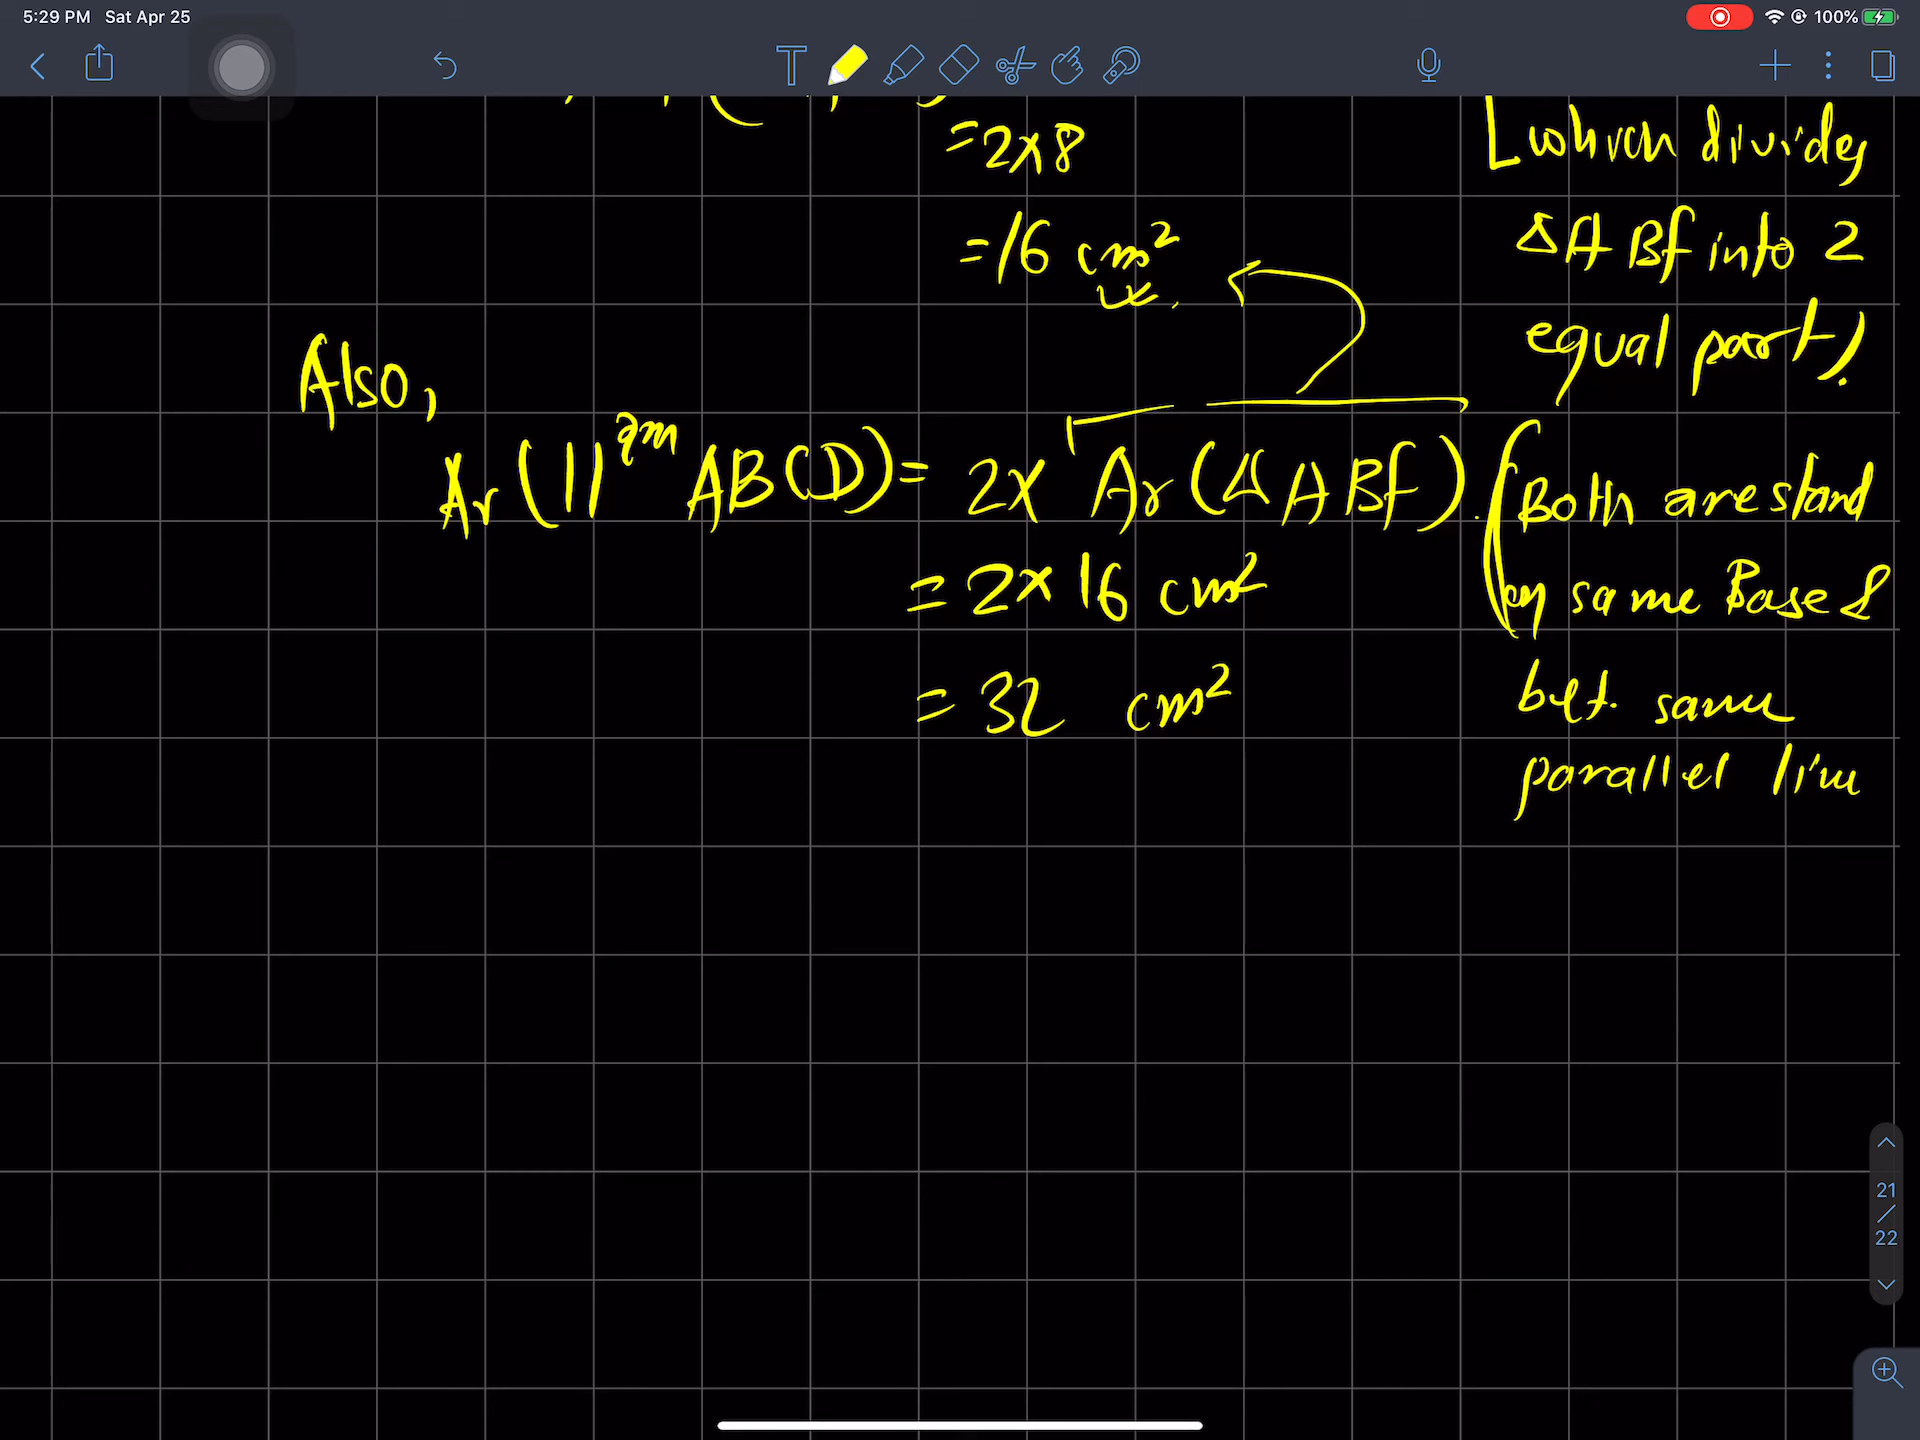 5:29 PM Sat Apr 25
100%
= 2 x 8
= 16 cm²
[which divides
△ABf into 2
equal part)
Also,
Ar (||gm ABCD) = 2x Ar (△ABf).
= 2 x 16 cm²
= 32 cm²
(Both are stand
on same Base &
bet. same
parallel line
21
/
22